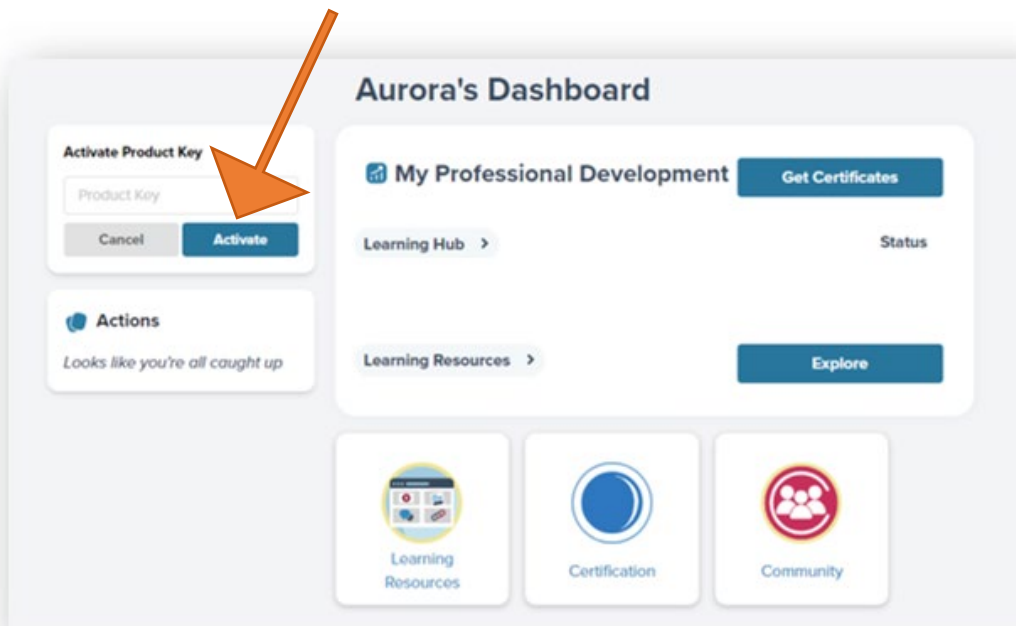 Aurora's Dashboard
Activate Product Key
Product Key
Cancel
Activate
Actions
Looks like you're all caught up
My Professional Development
Get Certificates
Learning Hub >
Status
Learning Resources >
Explore
Learning
Resources
Certification
Community